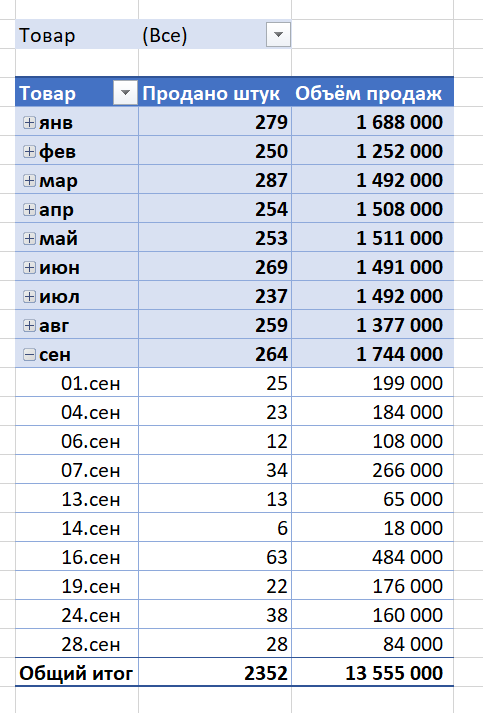 Товар (Все)
Товар Продано штук Объём продаж
янв 279 1 688 000
фев 250 1 252 000
мар 287 1 492 000
апр 254 1 508 000
май 253 1 511 000
июн 269 1 491 000
июл 237 1 492 000
авг 259 1 377 000
сен 264 1 744 000
01.сен 25 199 000
04.сен 23 184 000
06.сен 12 108 000
07.сен 34 266 000
13.сен 13 65 000
14.сен 6 18 000
16.сен 63 484 000
19.сен 22 176 000
24.сен 38 160 000
28.сен 28 84 000
Общий итог 2352 13 555 000